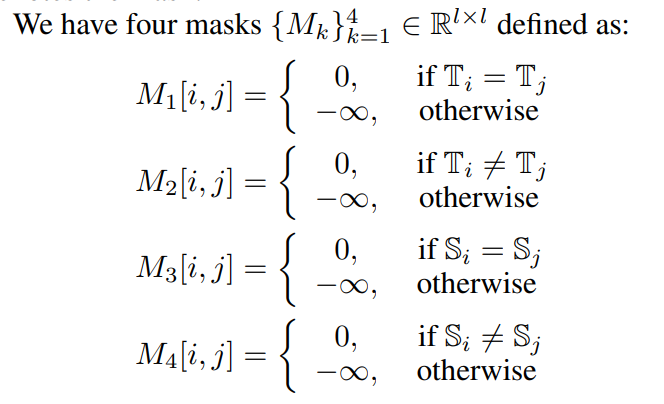 We have four masks $\{M_k\}_{k=1}^4 \in \mathbb{R}^{l \times l}$ defined as:
$M_1[i, j] = \begin{cases} 0, & \text{if } \mathbb{T}_i = \mathbb{T}_j \\ -\infty, & \text{otherwise} \end{cases}$
$M_2[i, j] = \begin{cases} 0, & \text{if } \mathbb{T}_i \neq \mathbb{T}_j \\ -\infty, & \text{otherwise} \end{cases}$
$M_3[i, j] = \begin{cases} 0, & \text{if } \mathbb{S}_i = \mathbb{S}_j \\ -\infty, & \text{otherwise} \end{cases}$
$M_4[i, j] = \begin{cases} 0, & \text{if } \mathbb{S}_i \neq \mathbb{S}_j \\ -\infty, & \text{otherwise} \end{cases}$